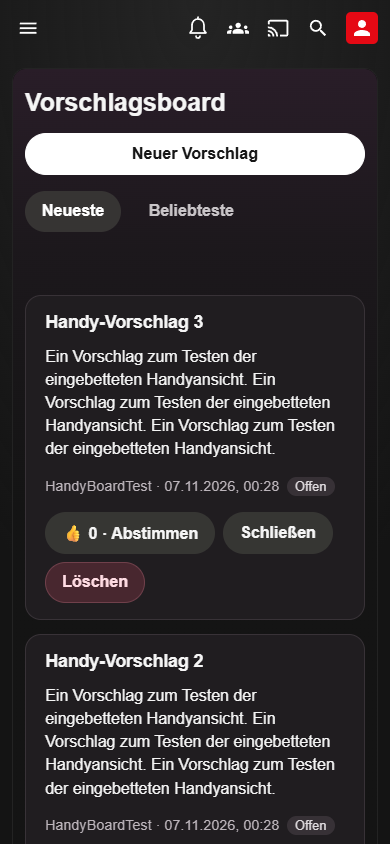 Vorschlagsboard
Neuer Vorschlag
Neueste Beliebteste
Handy-Vorschlag 3
Ein Vorschlag zum Testen der
eingebetteten Handyansicht. Ein
Vorschlag zum Testen der eingebetteten
Handyansicht. Ein Vorschlag zum Testen
der eingebetteten Handyansicht.
HandyBoardTest · 07.11.2026, 00:28 Offen
👍 0 · Abstimmen Schließen
Löschen
Handy-Vorschlag 2
Ein Vorschlag zum Testen der
eingebetteten Handyansicht. Ein
Vorschlag zum Testen der eingebetteten
Handyansicht. Ein Vorschlag zum Testen
der eingebetteten Handyansicht.
HandyBoardTest · 07.11.2026, 00:28 Offen